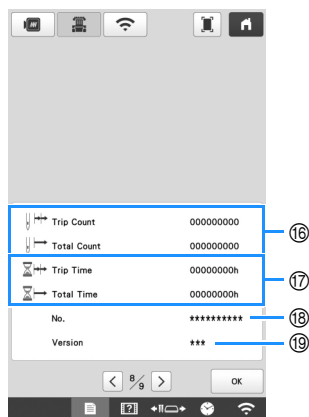 Trip Count 000000000
Total Count 000000000
⑯
Trip Time 00000000h
Total Time 00000000h
⑰
No. ********** ⑱
Version *** ⑲
< 8/9 > OK